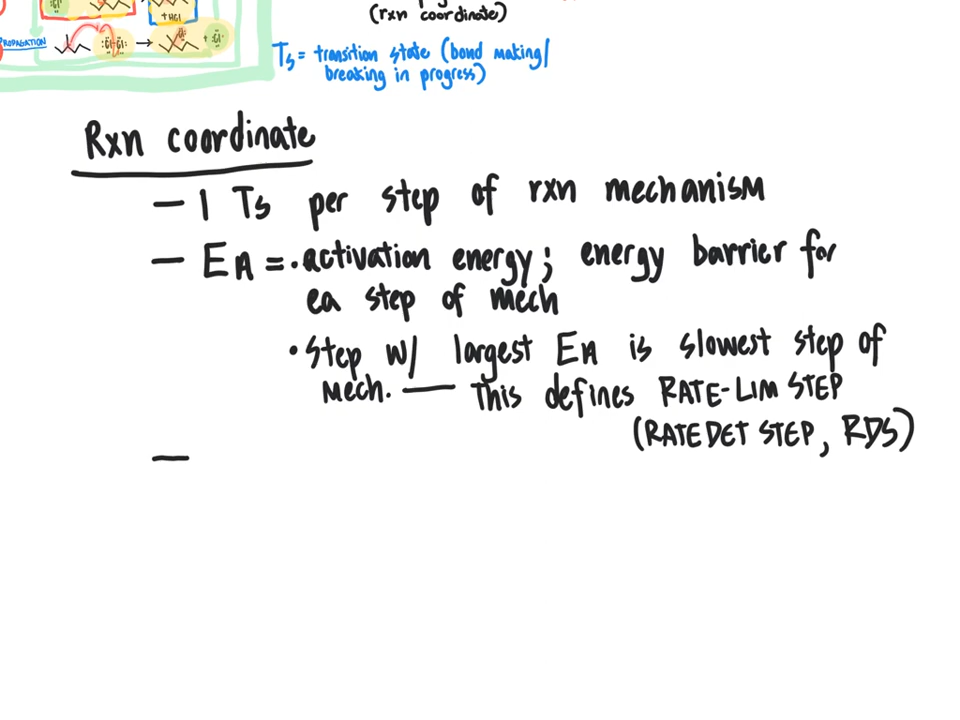 (rxn coordinate)
+HCl
PROPAGATION
:C̈l-C̈l: → + :C̈l:
Ts = transition state (bond making/
breaking in progress)
Rxn coordinate
— 1 Ts per step of rxn mechanism
— EA = • activation energy; energy barrier for
ea step of mech
• Step w/ largest EA is slowest step of
mech. — This defines RATE-LIM STEP
(RATE DET STEP, RDS)
—